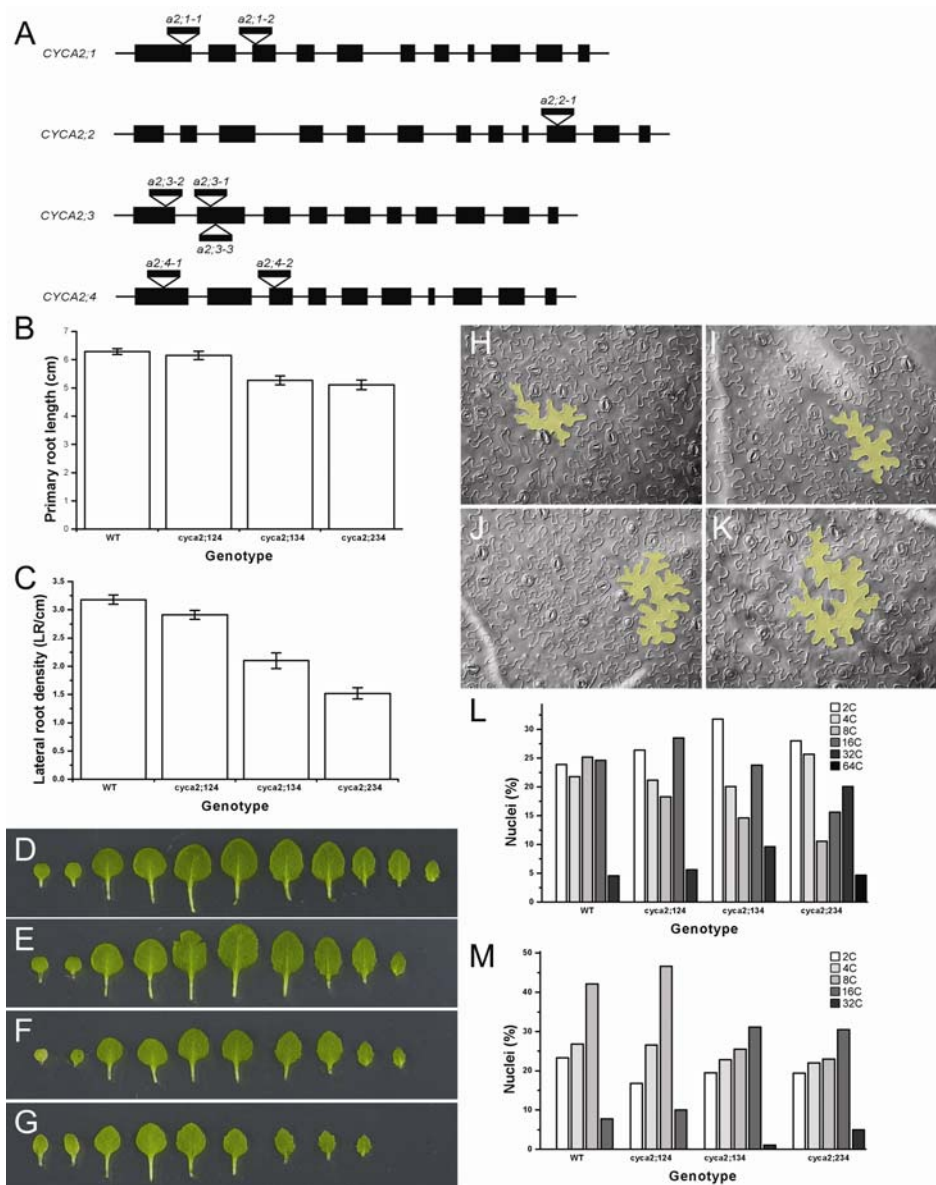 A
a2;1-1
a2;1-2
CYCA2;1
a2;2-1
CYCA2;2
a2;3-2
a2;3-1
CYCA2;3
a2;3-3
a2;4-1
a2;4-2
CYCA2;4
B
Primary root length (cm)
7
6
5
4
3
2
1
0
WT
cyca2;124
cyca2;134
cyca2;234
Genotype
C
Lateral root density (LR/cm)
3.5
3.0
2.5
2.0
1.5
1.0
0.5
0.0
WT
cyca2;124
cyca2;134
cyca2;234
Genotype
D
E
F
G
H
I
J
K
L
Nuclei (%)
30
25
20
15
10
5
0
2C
4C
8C
16C
32C
64C
WT
cyca2;124
cyca2;134
cyca2;234
Genotype
M
Nuclei (%)
50
40
30
20
10
0
2C
4C
8C
16C
32C
WT
cyca2;124
cyca2;134
cyca2;234
Genotype